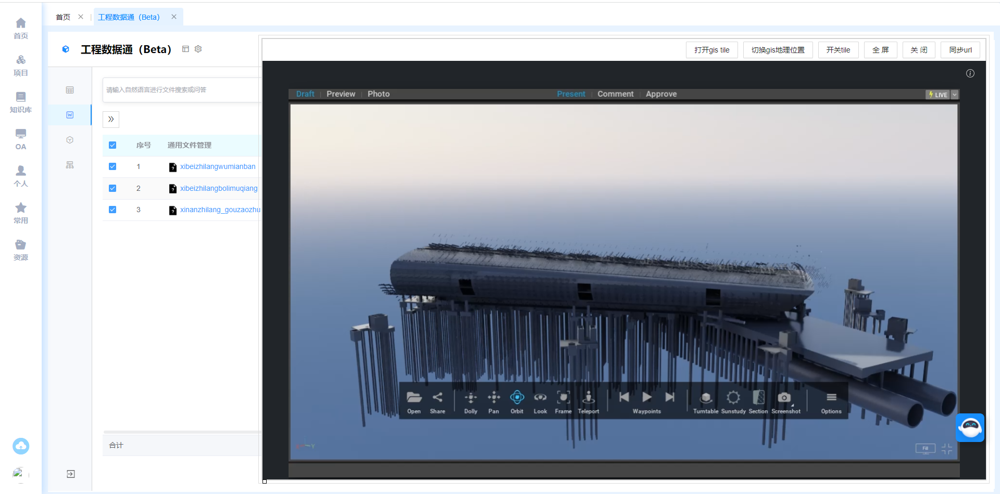 首页
工程数据通（Beta）
首页
项目
知识库
OA
个人
常用
资源
工程数据通（Beta）
打开gis tile
切换gis地理位置
开关tile
全 屏
关 闭
同步url
请输入自然语言进行文件搜索或问答
序号 通用文件管理
1 xibeizhilangwumianban
2 xibeizhilangbolimuqiang
3 xinanzhilang_gouzaozhu
合计
Draft | Preview | Photo
Present | Comment | Approve
LIVE
Open Share Dolly Pan Orbit Look Frame Teleport Waypoints Turntable Sunstudy Section Screenshot Options
Y
Fill